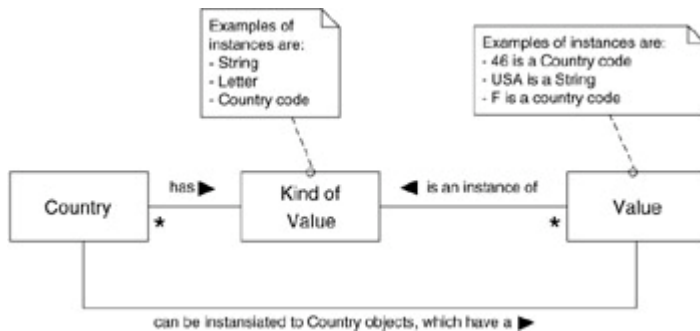 Examples of
instances are:
- String
- Letter
- Country code
Examples of instances are:
- 46 is a Country code
- USA is a String
- F is a country code
Country
has ▶
*
Kind of
Value
◀ is an instance of
*
Value
can be instansiated to Country objects, which have a ▶